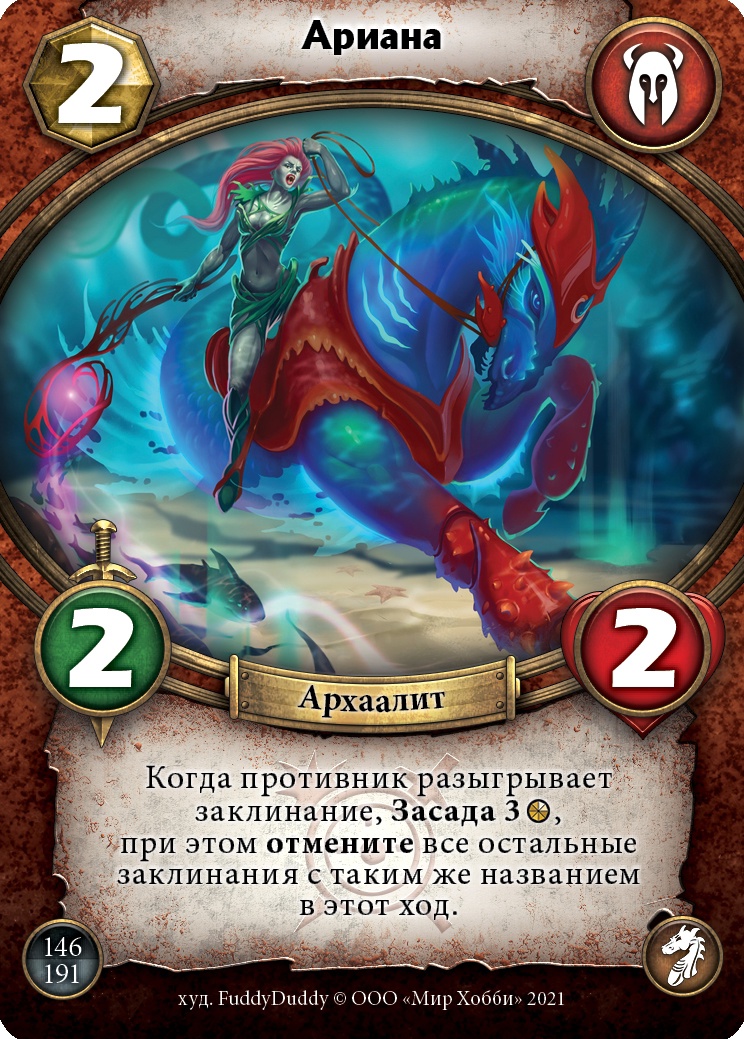 Ариана
2
2
2
Архаалит
Когда противник разыгрывает
заклинание, Засада 3 ,
при этом отмените все остальные
заклинания с таким же названием
в этот ход.
146
191
худ. FuddyDuddy © ООО «Мир Хобби» 2021